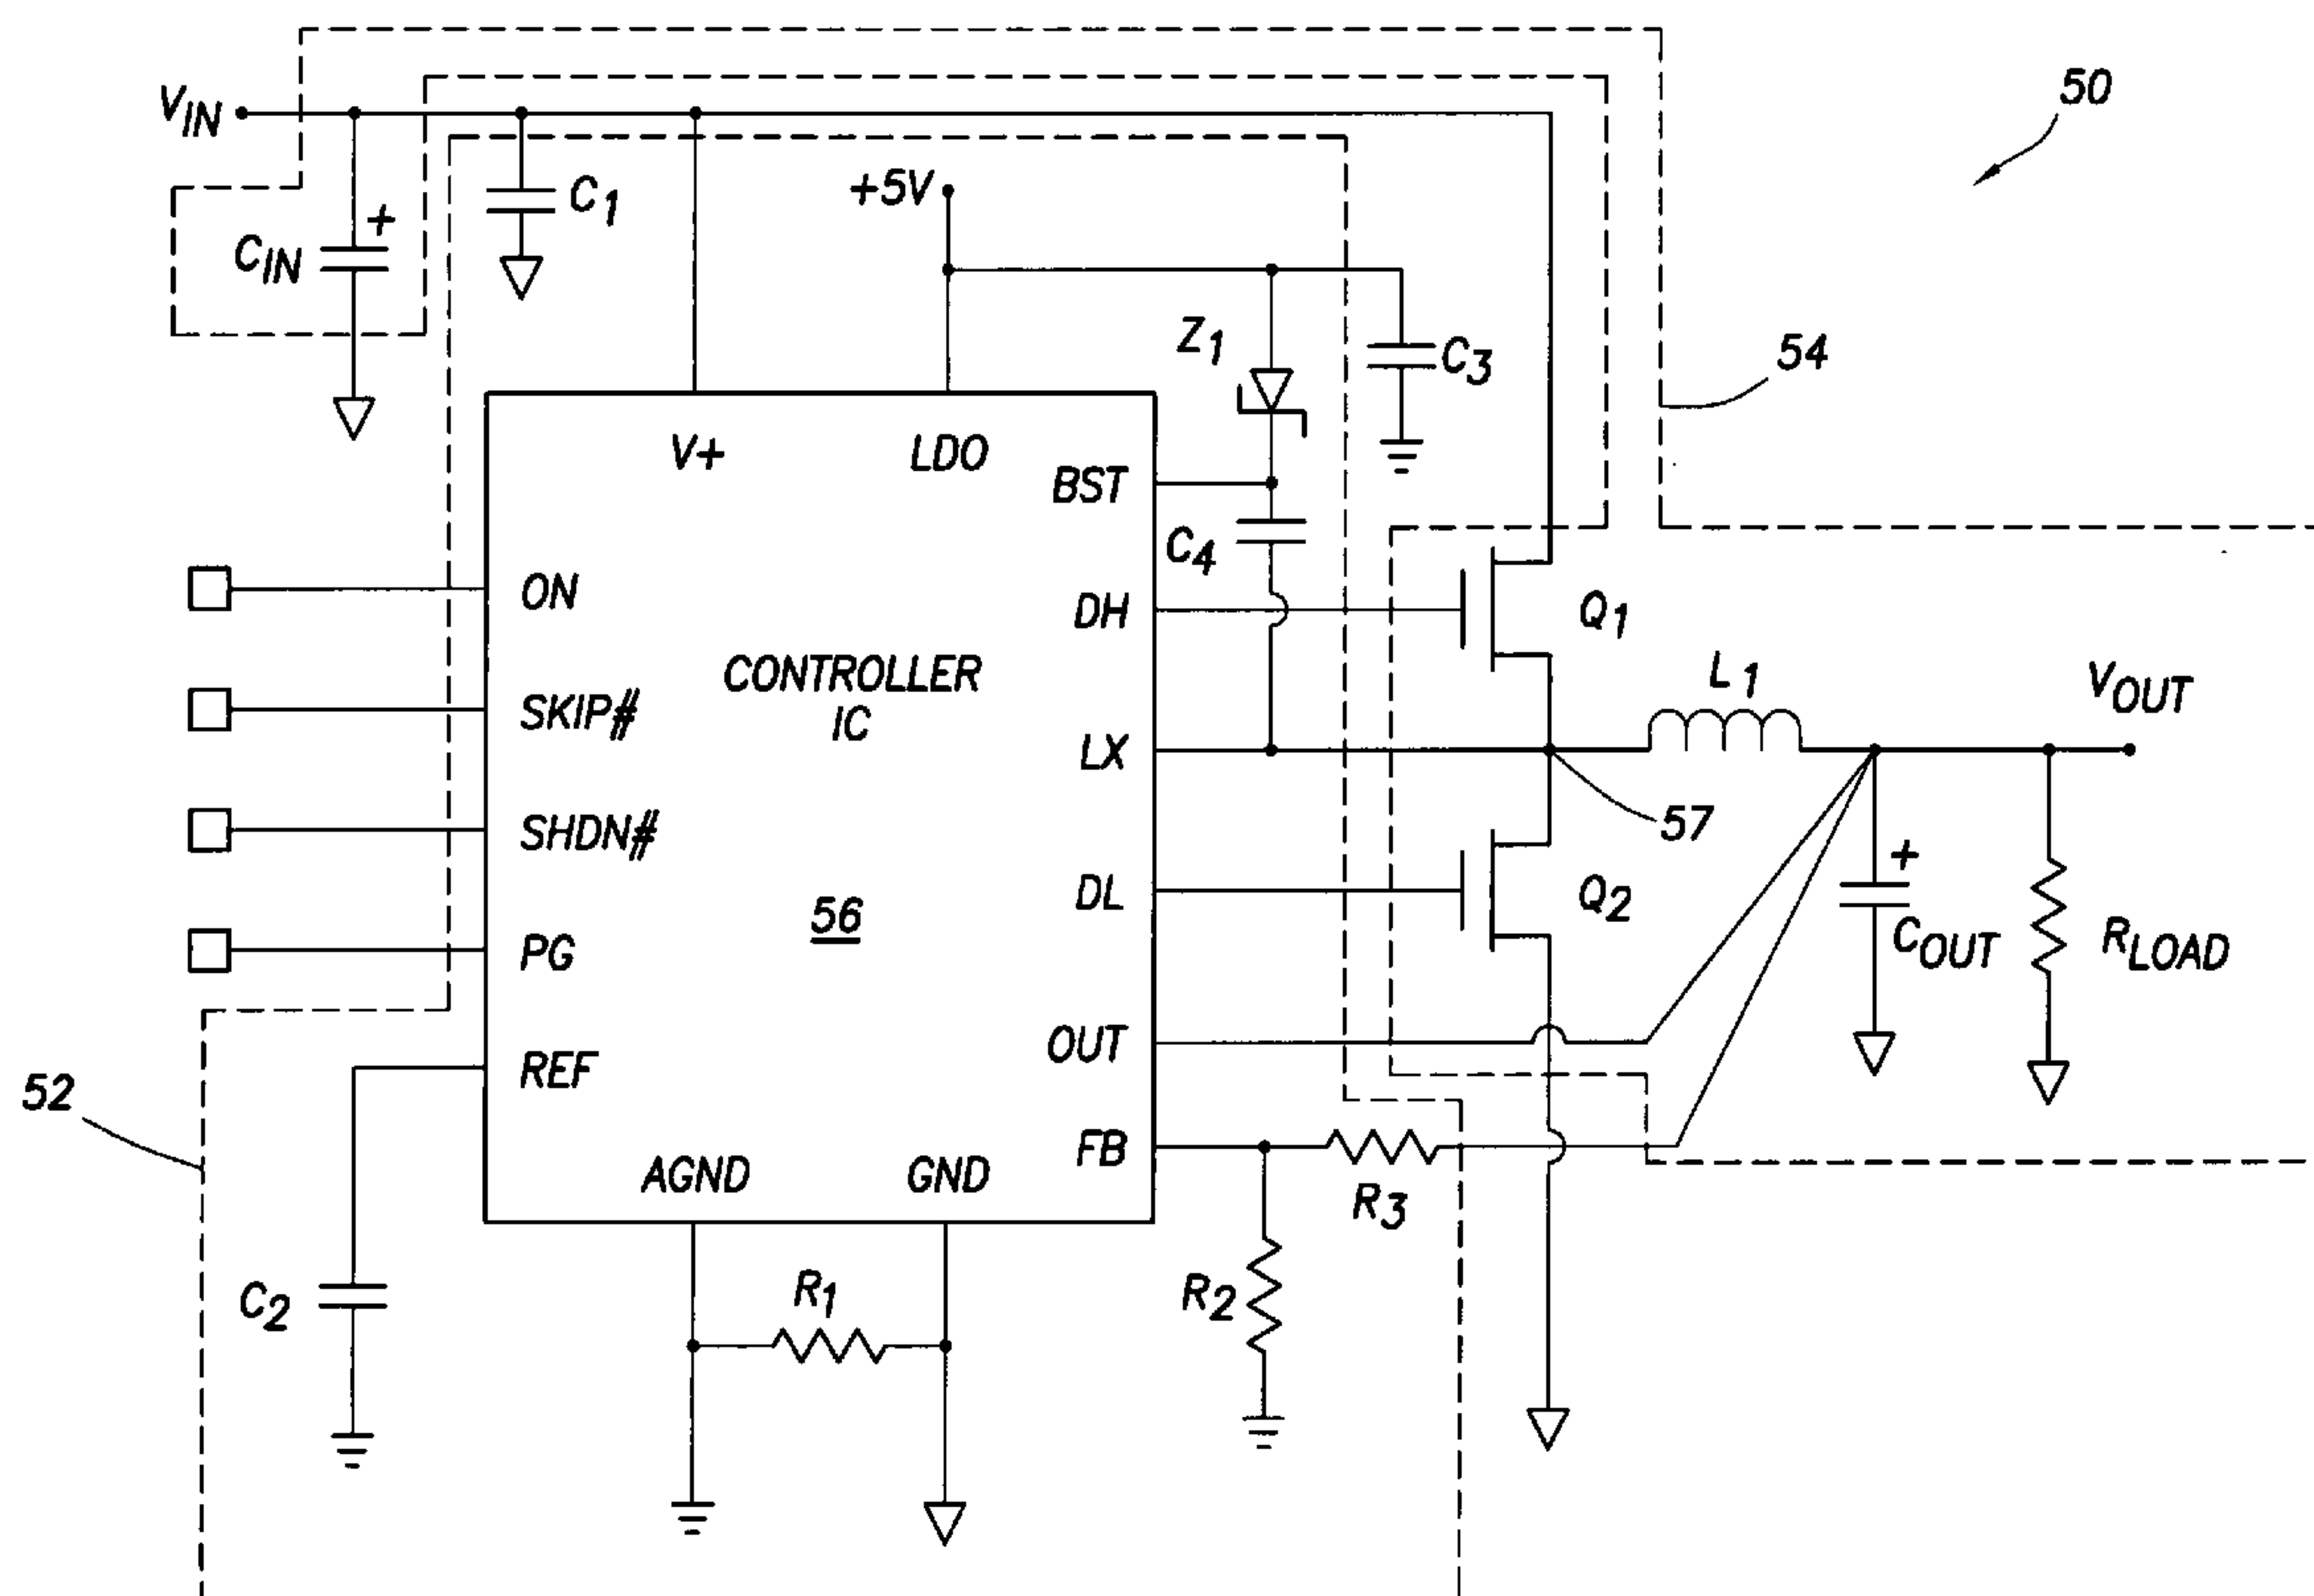 50
V_IN
+5V
C_1
+
C_IN
Z_1
C_3
54
V+
LDO
BST
C_4
ON
DH
Q_1
CONTROLLER
IC
L_1
V_OUT
SKIP#
LX
57
SHDN#
DL
Q_2
+
56
C_OUT
R_LOAD
PG
OUT
REF
52
FB
AGND
GND
R_3
C_2
R_1
R_2